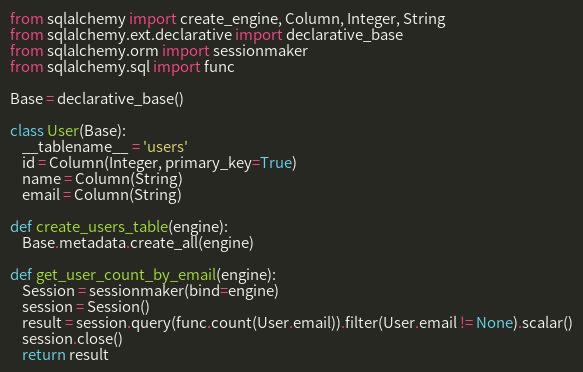 from sqlalchemy import create_engine, Column, Integer, String
from sqlalchemy.ext.declarative import declarative_base
from sqlalchemy.orm import sessionmaker
from sqlalchemy.sql import func

Base = declarative_base()

class User(Base):
    __tablename__ = 'users'
    id = Column(Integer, primary_key=True)
    name = Column(String)
    email = Column(String)

def create_users_table(engine):
    Base.metadata.create_all(engine)

def get_user_count_by_email(engine):
    Session = sessionmaker(bind=engine)
    session = Session()
    result = session.query(func.count(User.email)).filter(User.email != None).scalar()
    session.close()
    return result